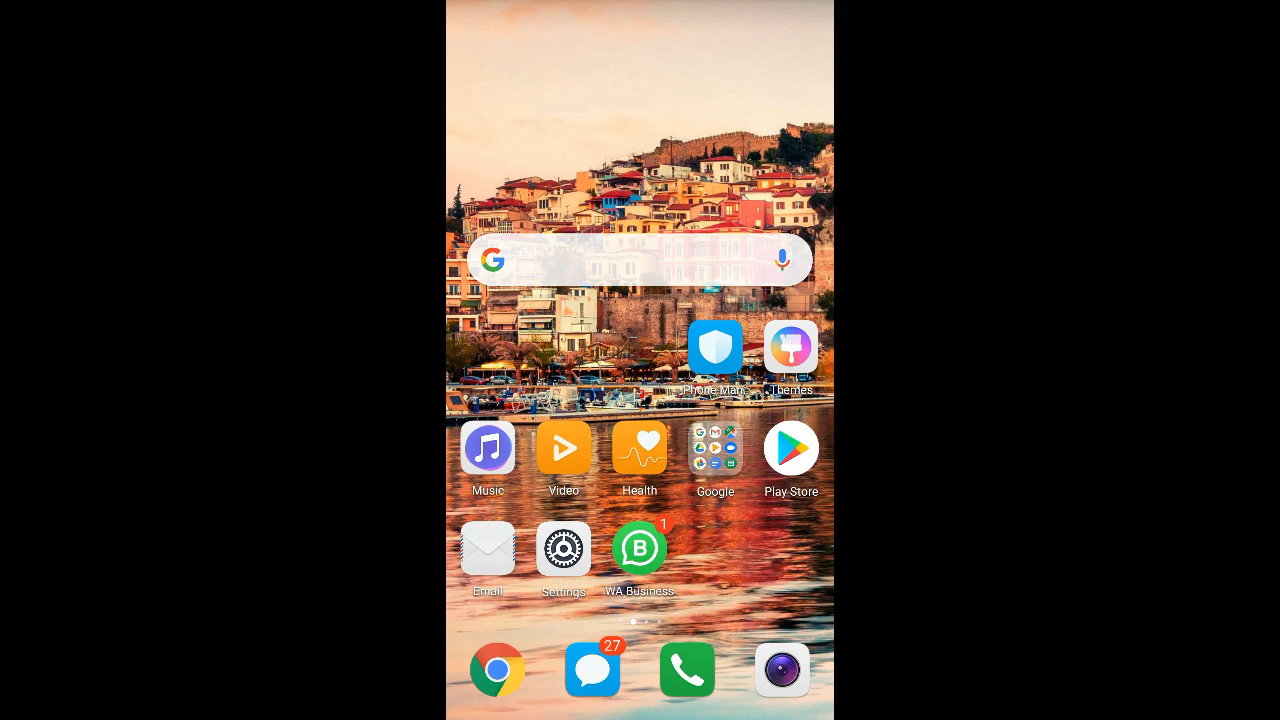 Phone Man...
Themes
Music
Video
Health
Google
Play Store
1
Email
Settings
WA Business
27